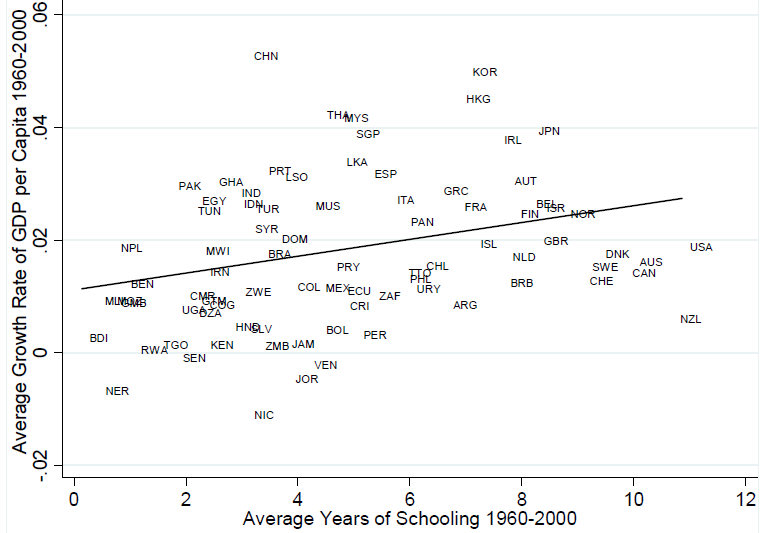 .06
CHN
KOR
HKG
THA
MYS
.04
SGP
JPN
IRL
LKA
PRT
LSO
ESP
PAK
GHA
AUT
IND
GRC
EGY
IDN
TUR
MUS
ITA
FRA
BEL
TUN
FIN
NOR
PAN
SYR
.02
DOM
ISL
GBR
NPL
MWI
BRA
NLD
DNK
USA
IRN
PRY
CHL
TTO
PHL
SWE
AUS
CAN
BEN
ZWE
COL
MEX
ECU
URY
BRB
CHE
CMR
ZAF
GMB
GTM
COG
UGA
DZA
CRI
ARG
HND
SLV
BOL
PER
NZL
BDI
RWA
TGO
KEN
ZMB
JAM
0
SEN
VEN
JOR
NER
NIC
-.02
0 2 4 6 8 10 12
Average Years of Schooling 1960-2000
Average Growth Rate of GDP per Capita 1960-2000